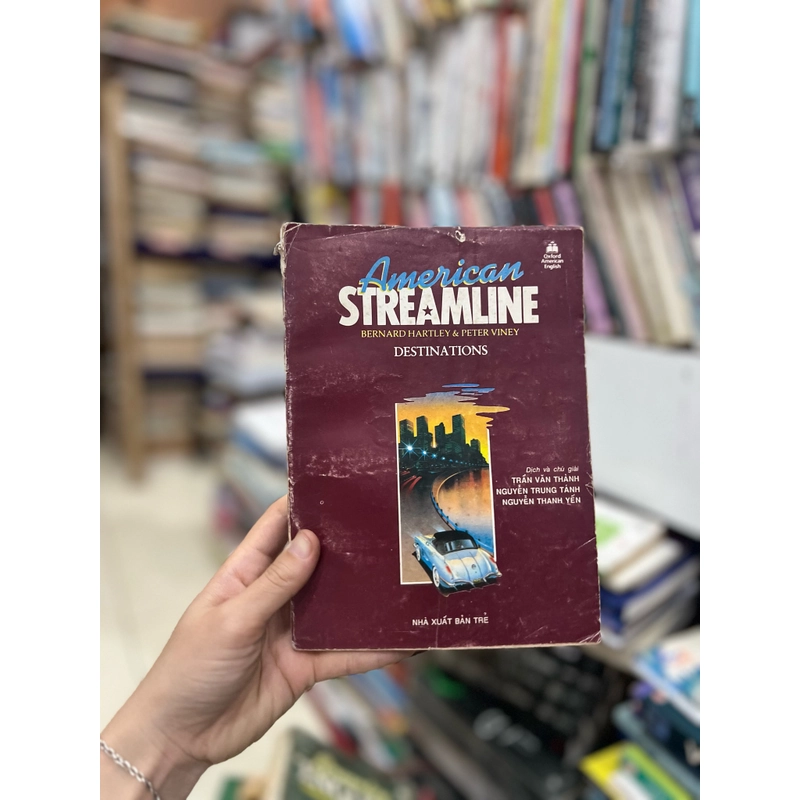 Oxford
American
English
American
STREAMLINE
BERNARD HARTLEY & PETER VINEY
DESTINATIONS
Dịch và chú giải
TRẦN VĂN THÀNH
NGUYỄN TRUNG TÁNH
NGUYỄN THANH YẾN
NHÀ XUẤT BẢN TRẺ